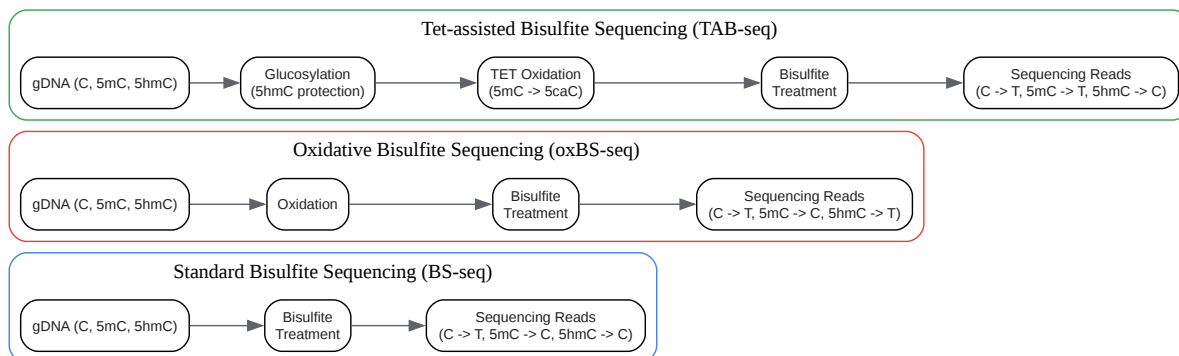 Tet-assisted Bisulfite Sequencing (TAB-seq)
gDNA (C, 5mC, 5hmC)
Glucosylation
(5hmC protection)
TET Oxidation
(5mC -> 5caC)
Bisulfite
Treatment
Sequencing Reads
(C -> T, 5mC -> T, 5hmC -> C)
Oxidative Bisulfite Sequencing (oxBS-seq)
gDNA (C, 5mC, 5hmC)
Oxidation
Bisulfite
Treatment
Sequencing Reads
(C -> T, 5mC -> C, 5hmC -> T)
Standard Bisulfite Sequencing (BS-seq)
gDNA (C, 5mC, 5hmC)
Bisulfite
Treatment
Sequencing Reads
(C -> T, 5mC -> C, 5hmC -> C)